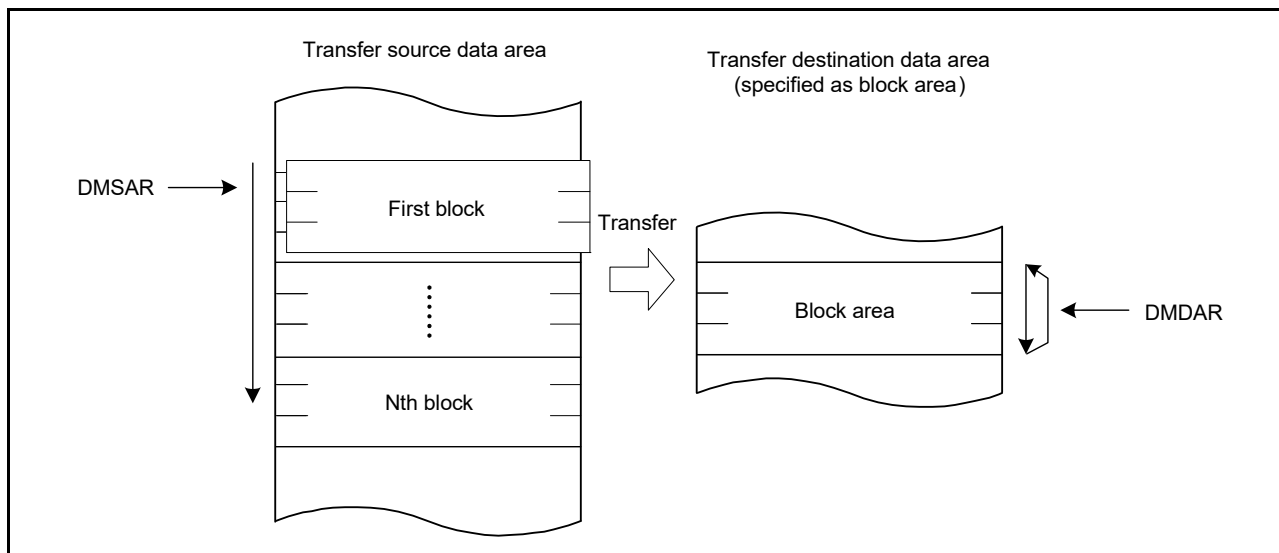 Transfer source data area
Transfer destination data area
(specified as block area)
DMSAR
First block
Transfer
Block area
DMDAR
Nth block